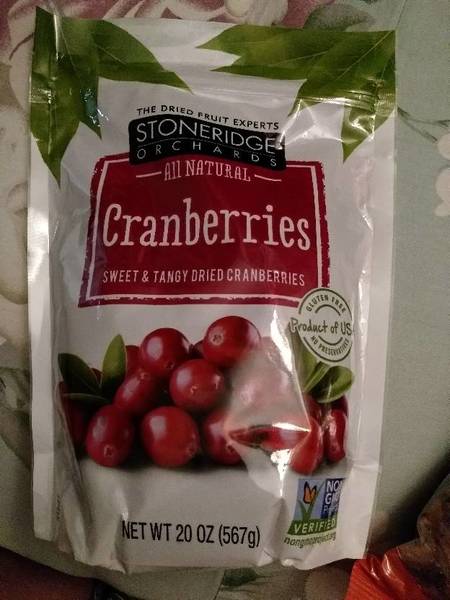 THE DRIED FRUIT EXPERTS
STONERIDGE
ORCHARDS
All NATURAL
Cranberries
SWEET & TANGY DRIED CRANBERRIES
GLUTEN FREE
Product of US
NO PRESERVATIVES
NET WT 20 OZ (567g)
NO
G
P
VERIFIED
nongmoproject.org